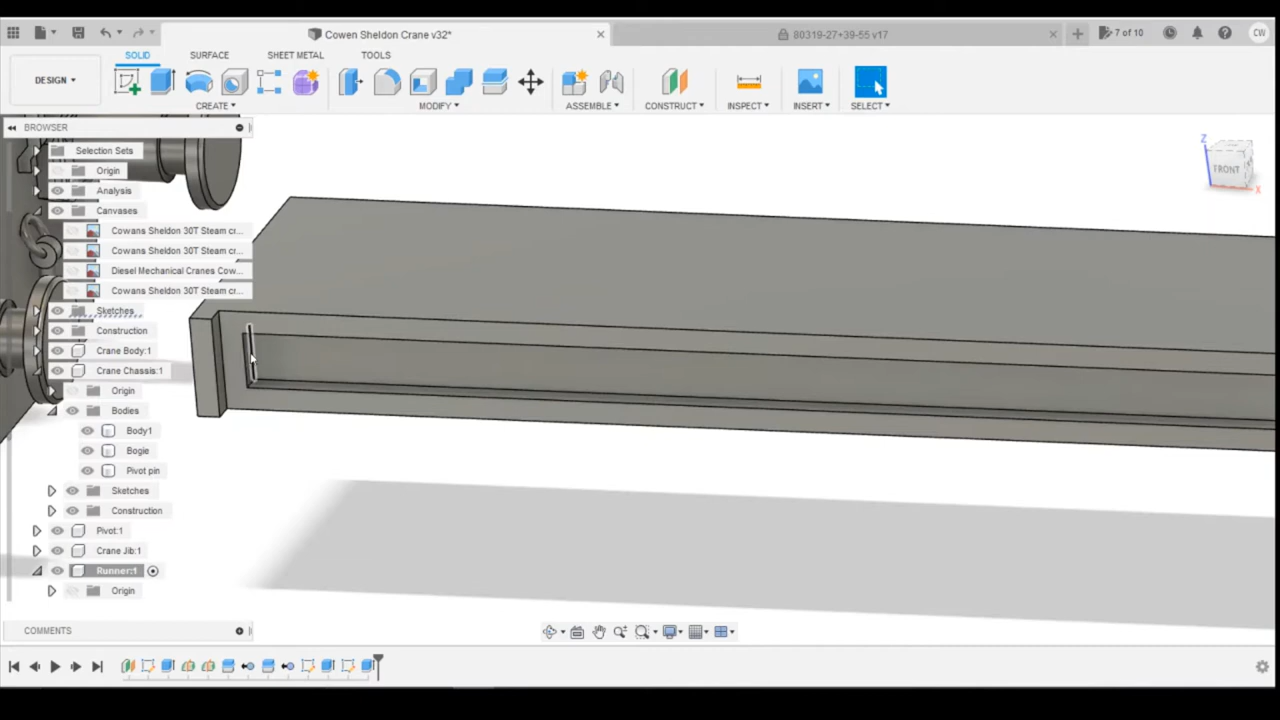 Cowen Sheldon Crane v32*
80319-27+39-55 v17
7 of 10
CW
DESIGN
SOLID
SURFACE
SHEET METAL
TOOLS
CREATE
MODIFY
ASSEMBLE
CONSTRUCT
INSPECT
INSERT
SELECT
BROWSER
Selection Sets
Origin
Analysis
Canvases
Cowans Sheldon 30T Steam cr...
Cowans Sheldon 30T Steam cr...
Diesel Mechanical Cranes Cow...
Cowans Sheldon 30T Steam cr...
Sketches
Construction
Crane Body:1
Crane Chassis:1
Origin
Bodies
Body1
Bogie
Pivot pin
Sketches
Construction
Pivot:1
Crane Jib:1
Runner:1
Origin
COMMENTS
Z
FRONT
X